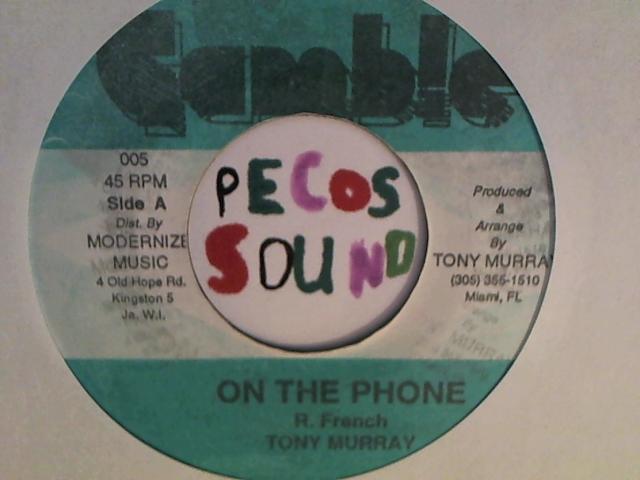 Gamble
005
45 RPM
Side A
Dist. By
MODERNIZE
MUSIC
4 Old Hope Rd.
Kingston 5
Ja. W.I.
PECOS
SOUND
Produced
&
Arrange
By
TONY MURRAY
(305) 355-1510
Miami, FL
ON THE PHONE
R. French
TONY MURRAY